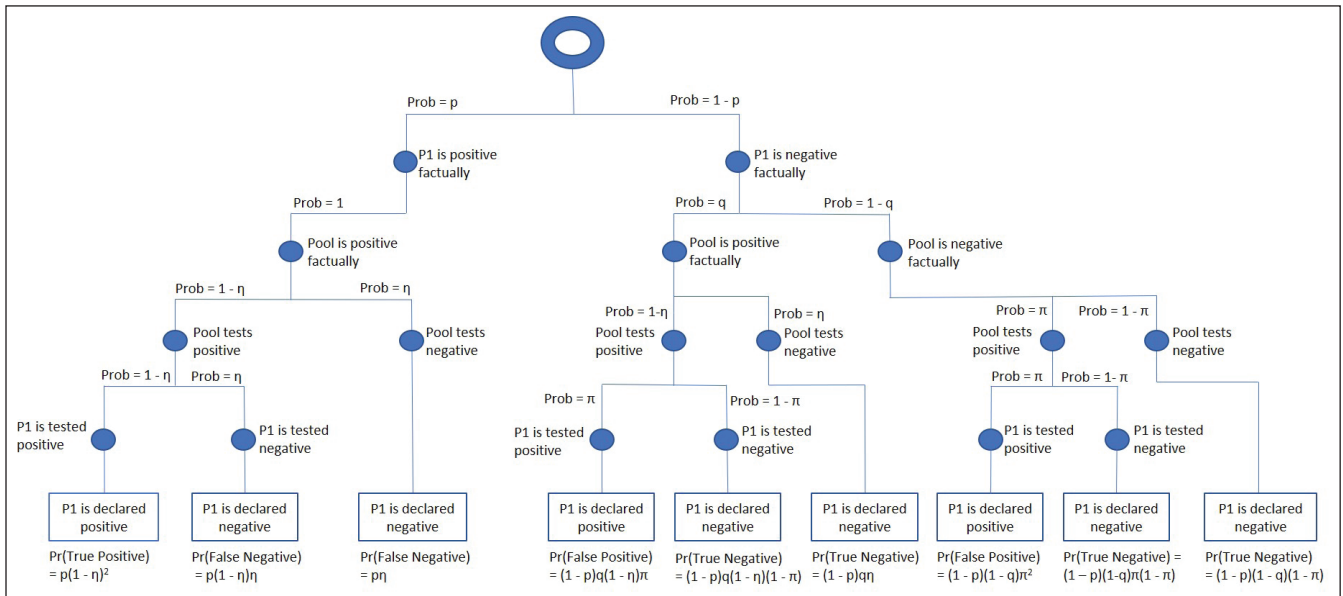 Prob = p
Prob = 1 - p
P1 is positive
factually
P1 is negative
factually
Prob = 1
Prob = q
Prob = 1 - q
Pool is positive
factually
Pool is positive
factually
Pool is negative
factually
Prob = 1 - η
Prob = η
Prob = 1-η
Prob = η
Prob = π
Prob = 1 - π
Pool tests
positive
Pool tests
negative
Pool tests
positive
Pool tests
negative
Pool tests
positive
Pool tests
negative
Prob = 1 - η
Prob = η
Prob = π
Prob = 1 - π
Prob = π
Prob = 1- π
P1 is tested
positive
P1 is tested
negative
P1 is tested
positive
P1 is tested
negative
P1 is tested
positive
P1 is tested
negative
P1 is declared
positive
P1 is declared
negative
P1 is declared
negative
P1 is declared
positive
P1 is declared
negative
P1 is declared
negative
P1 is declared
positive
P1 is declared
negative
P1 is declared
negative
Pr(True Positive)
= p(1 - η)²
Pr(False Negative)
= p(1 - η)η
Pr(False Negative)
= pη
Pr(False Positive)
= (1 - p)q(1 - η)π
Pr(True Negative)
= (1 - p)q(1 - η)(1 - π)
Pr(True Negative)
= (1 - p)qη
Pr(False Positive)
= (1 - p)(1 - q)π²
Pr(True Negative) =
(1 – p)(1-q)π(1 - π)
Pr(True Negative)
= (1 - p)(1 - q)(1 - π)